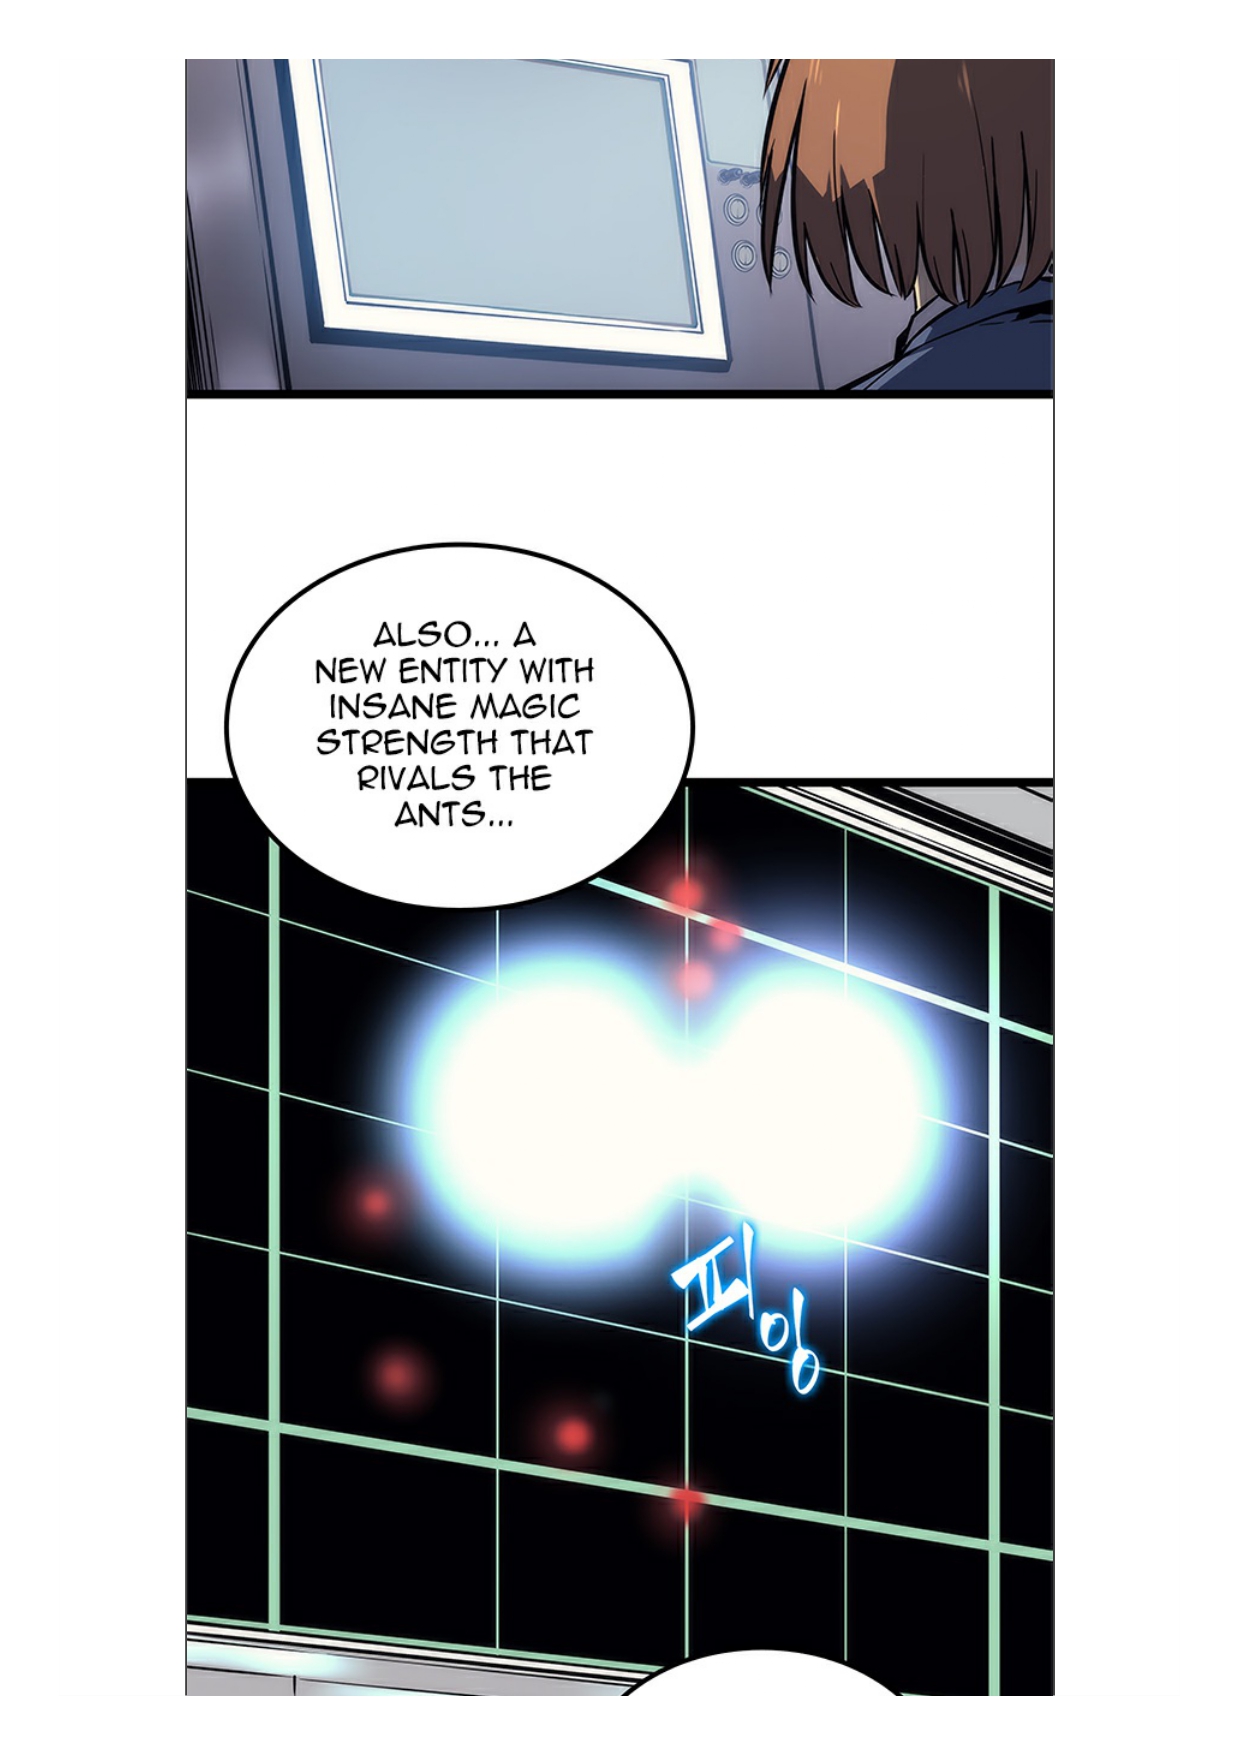 ALSO... A
NEW ENTITY WITH
INSANE MAGIC
STRENGTH THAT
RIVALS THE
ANTS...
피잉